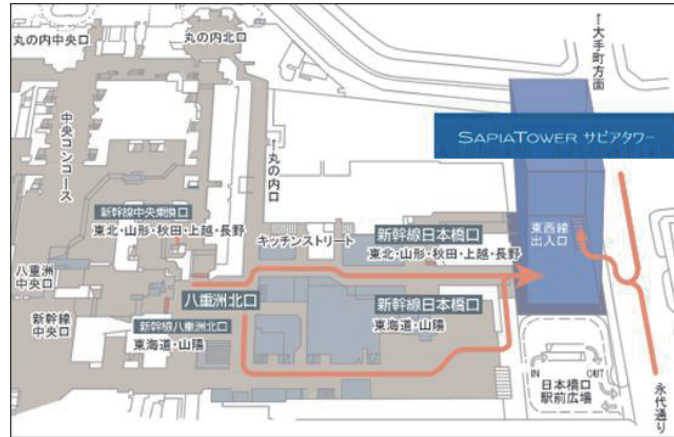 丸の内中央口
丸の内北口
↑大手町方面
中央コンコース
↑丸の内口
SAPIATOWER サピアタワー
新幹線中央乗換口
東北・山形・秋田・上越・長野
キッチンストリート
新幹線日本橋口
東北・山形・秋田・上越・長野
東西線
出入口
八重洲
中央口
八重洲北口
新幹線
中央口
新幹線八重洲北口
東海道・山陽
新幹線日本橋口
東海道・山陽
IN
OUT
日本橋口
駅前広場
永代通り